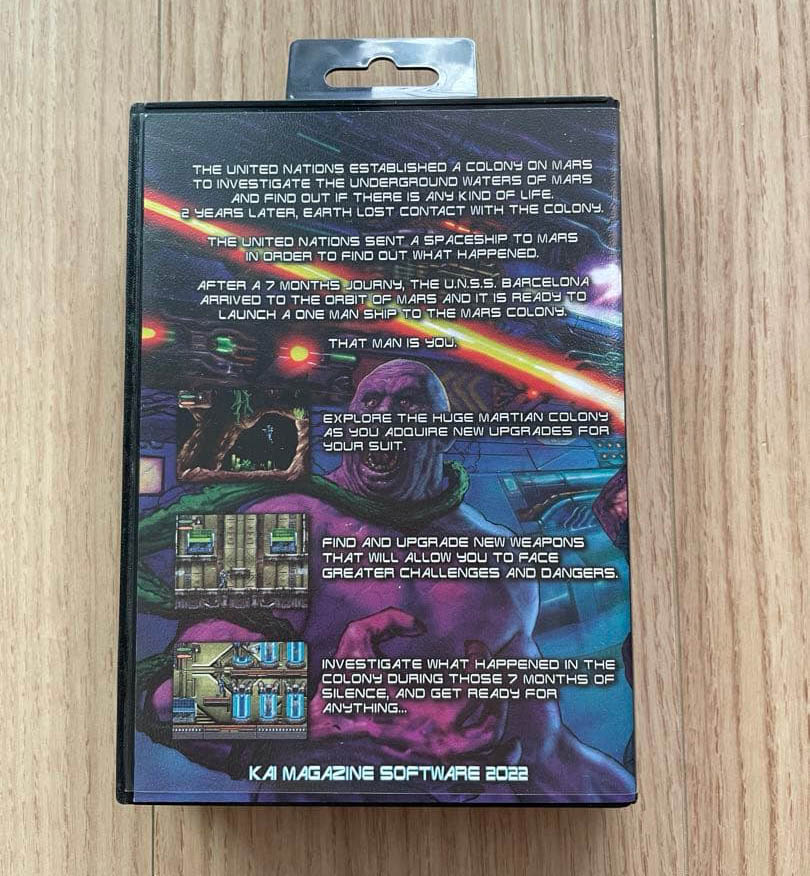 THE UNITED NATIONS ESTABLISHED A COLONY ON MARS
TO INVESTIGATE THE UNDERGROUND WATERS OF MARS
AND FIND OUT IF THERE IS ANY KIND OF LIFE.
2 YEARS LATER, EARTH LOST CONTACT WITH THE COLONY.
THE UNITED NATIONS SENT A SPACESHIP TO MARS
IN ORDER TO FIND OUT WHAT HAPPENED.
AFTER A 7 MONTHS JOURNY, THE U.N.S.S. BARCELONA
ARRIVED TO THE ORBIT OF MARS AND IT IS READY TO
LAUNCH A ONE MAN SHIP TO THE MARS COLONY.
THAT MAN IS YOU.
EXPLORE THE HUGE MARTIAN COLONY
AS YOU ADQUIRE NEW UPGRADES FOR
YOUR SUIT.
FIND AND UPGRADE NEW WEAPONS
THAT WILL ALLOW YOU TO FACE
GREATER CHALLENGES AND DANGERS.
INVESTIGATE WHAT HAPPENED IN THE
COLONY DURING THOSE 7 MONTHS OF
SILENCE, AND GET READY FOR
ANYTHING...
KAI MAGAZINE SOFTWARE 2022